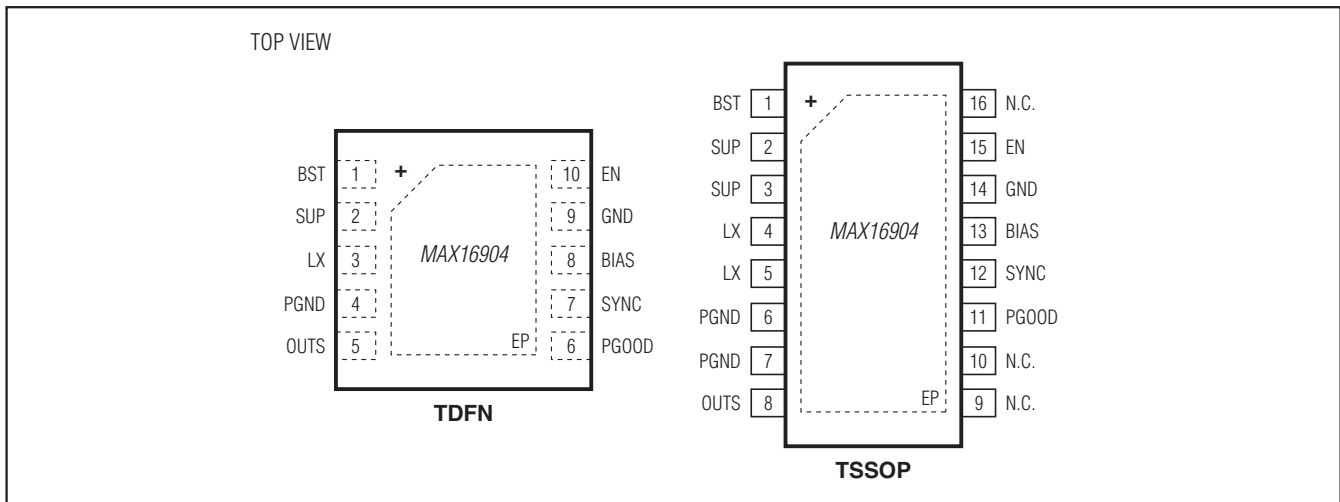 TOP VIEW
BST 1 + 10 EN
SUP 2 9 GND
LX 3 MAX16904 8 BIAS
PGND 4 7 SYNC
OUTS 5 EP 6 PGOOD
TDFN
BST 1 + 16 N.C.
SUP 2 15 EN
SUP 3 14 GND
LX 4 MAX16904 13 BIAS
LX 5 12 SYNC
PGND 6 11 PGOOD
PGND 7 10 N.C.
OUTS 8 EP 9 N.C.
TSSOP